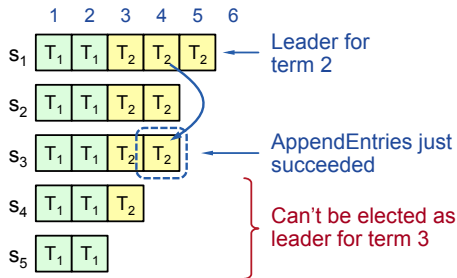 1 2 3 4 5 6
s1 T1 T1 T2 T2 T2
Leader for
term 2
s2 T1 T1 T2 T2
s3 T1 T1 T2 T2
AppendEntries just
succeeded
s4 T1 T1 T2
Can't be elected as
leader for term 3
s5 T1 T1